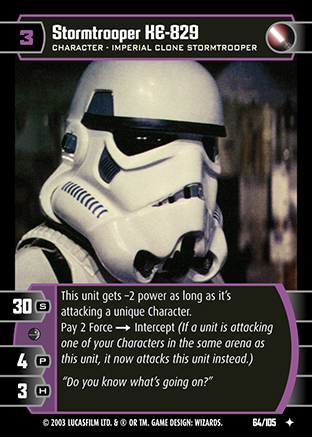 3
Stormtrooper KE-829
CHARACTER · IMPERIAL CLONE STORMTROOPER
30 S
4 P
3 H
This unit gets –2 power as long as it's
attacking a unique Character.
Pay 2 Force → Intercept (If a unit is attacking
one of your Characters in the same arena as
this unit, it now attacks this unit instead.)
"Do you know what's going on?"
© 2003 LUCASFILM LTD. & ® OR TM. GAME DESIGN: WIZARDS.
64/105